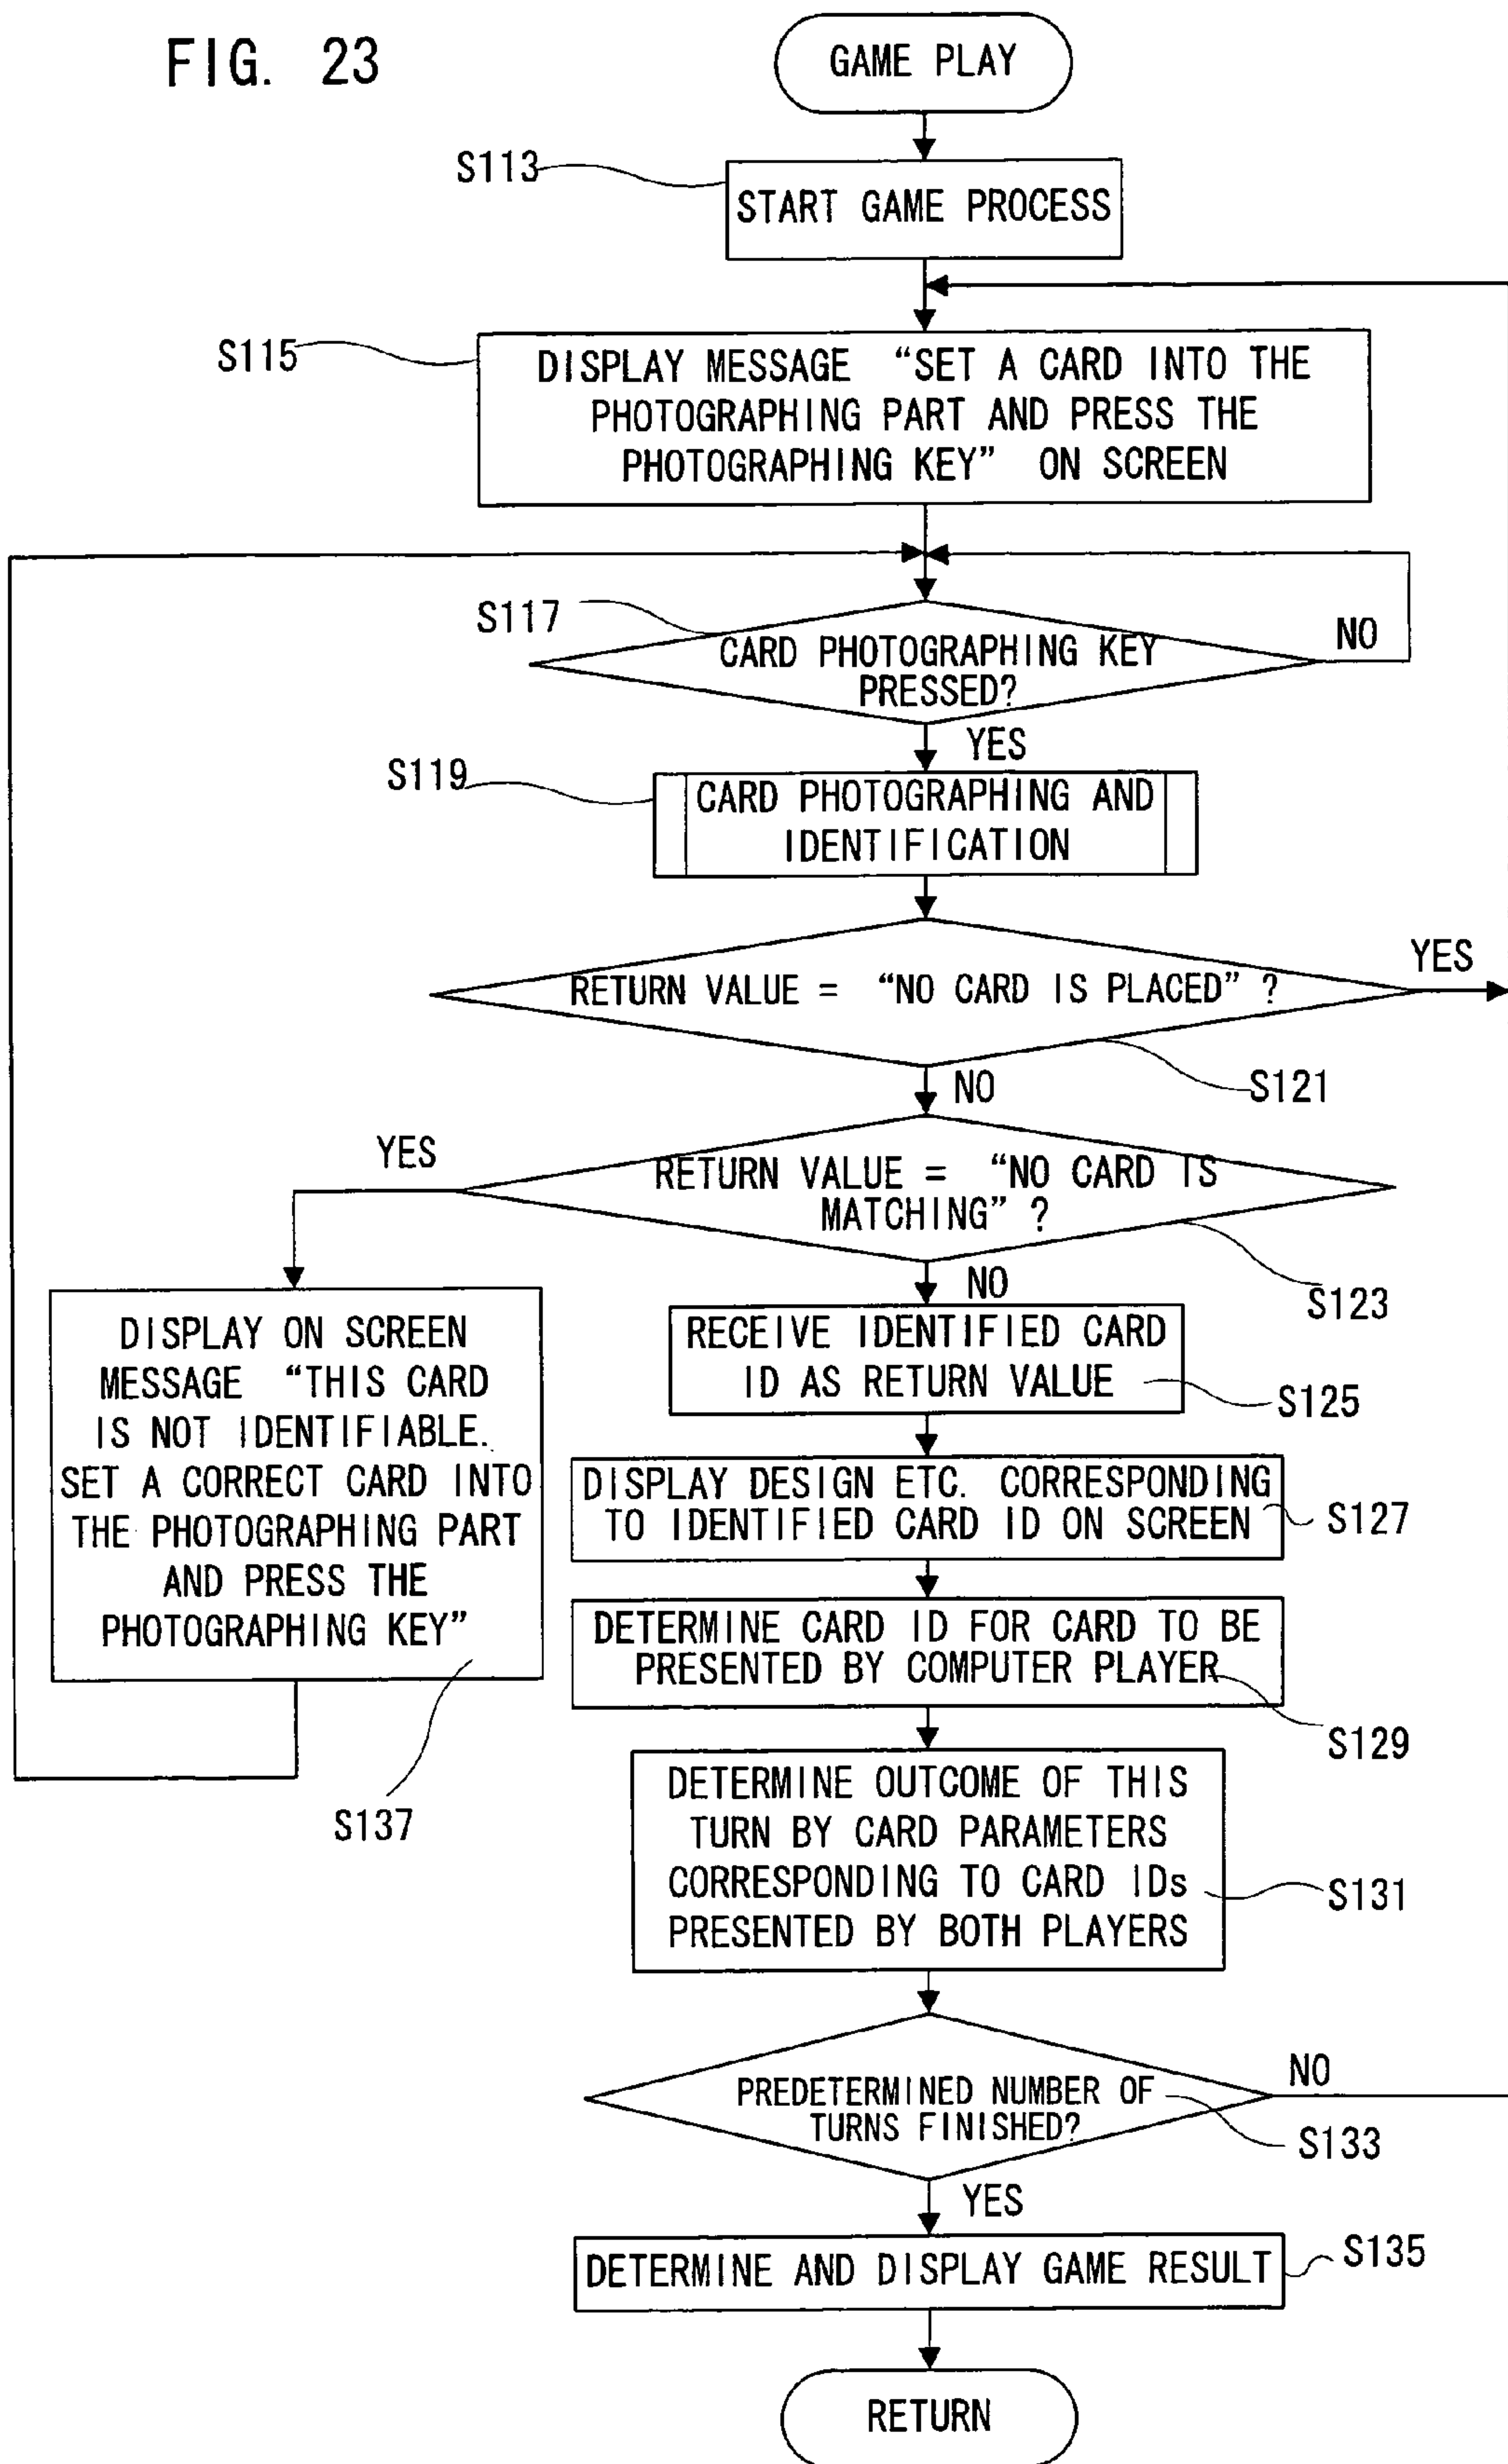 FIG. 23
GAME PLAY
S113
START GAME PROCESS
S115
DISPLAY MESSAGE “SET A CARD INTO THE
PHOTOGRAPHING PART AND PRESS THE
PHOTOGRAPHING KEY” ON SCREEN
S117
CARD PHOTOGRAPHING KEY
PRESSED?
NO
YES
S119
CARD PHOTOGRAPHING AND
IDENTIFICATION
RETURN VALUE = “NO CARD IS PLACED” ?
YES
S121
NO
YES
RETURN VALUE = “NO CARD IS
MATCHING” ?
S123
NO
DISPLAY ON SCREEN
MESSAGE “THIS CARD
IS NOT IDENTIFIABLE.
SET A CORRECT CARD INTO
THE PHOTOGRAPHING PART
AND PRESS THE
PHOTOGRAPHING KEY”
S137
RECEIVE IDENTIFIED CARD
ID AS RETURN VALUE
S125
DISPLAY DESIGN ETC. CORRESPONDING
TO IDENTIFIED CARD ID ON SCREEN
S127
DETERMINE CARD ID FOR CARD TO BE
PRESENTED BY COMPUTER PLAYER
S129
DETERMINE OUTCOME OF THIS
TURN BY CARD PARAMETERS
CORRESPONDING TO CARD IDs
PRESENTED BY BOTH PLAYERS
S131
PREDETERMINED NUMBER OF
TURNS FINISHED?
NO
S133
YES
DETERMINE AND DISPLAY GAME RESULT
S135
RETURN